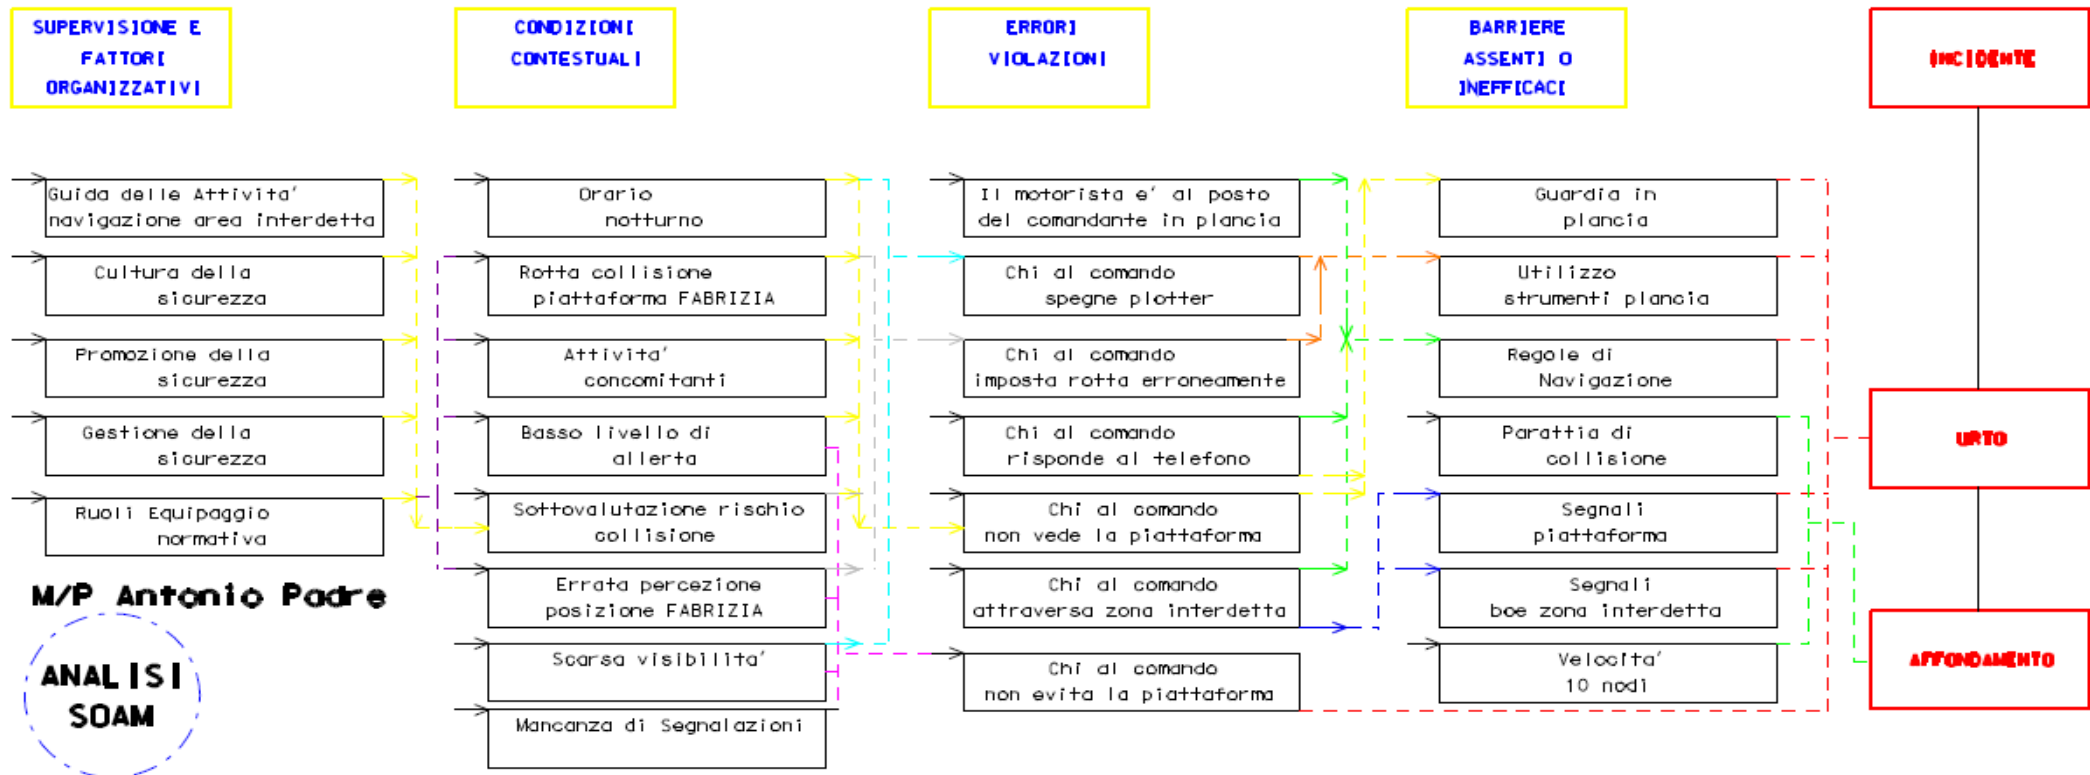 SUPERVISIONE E
FATTORI
ORGANIZZATIVI
CONDIZIONI
CONTESTUALI
ERRORI
VIOLAZIONI
BARRIERE
ASSENTI O
INEFFICACI
INCIDENTE
Guida delle Attivita'
navigazione area interdetta
Cultura della
sicurezza
Promozione della
sicurezza
Gestione della
sicurezza
Ruoli Equipaggio
normativa
Orario
notturno
Rotta collisione
piattaforma FABRIZIA
Attivita'
concomitanti
Basso livello di
allerta
Sottovalutazione rischio
collisione
Errata percezione
posizione FABRIZIA
Scarsa visibilita'
Mancanza di Segnalazioni
Il motorista e' al posto
del comandante in plancia
Chi al comando
spegne plotter
Chi al comando
imposta rotta erroneamente
Chi al comando
risponde al telefono
Chi al comando
non vede la piattaforma
Chi al comando
attraversa zona interdetta
Chi al comando
non evita la piattaforma
Guardia in
plancia
Utilizzo
strumenti plancia
Regole di
Navigazione
Parattia di
collisione
Segnali
piattaforma
Segnali
boe zona interdetta
Velocita'
10 nodi
URTO
AFFONDAMENTO
M/P Antonio Padre
ANALISI
SOAM